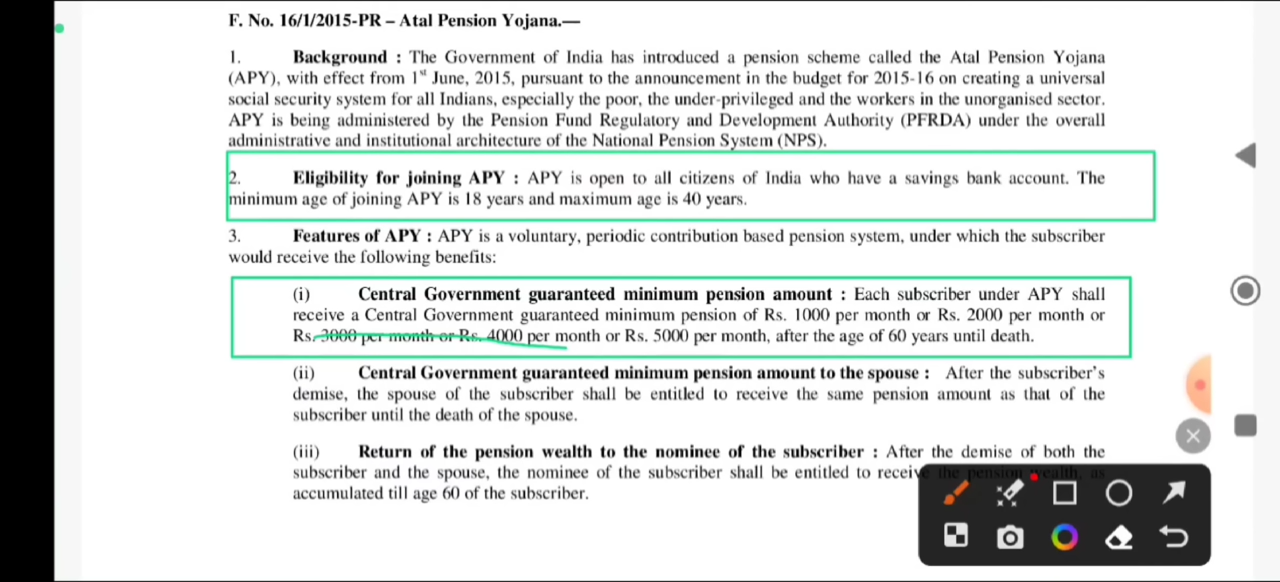 F. No. 16/1/2015-PR – Atal Pension Yojana.—
1. Background : The Government of India has introduced a pension scheme called the Atal Pension Yojana
(APY), with effect from 1st June, 2015, pursuant to the announcement in the budget for 2015-16 on creating a universal
social security system for all Indians, especially the poor, the under-privileged and the workers in the unorganised sector.
APY is being administered by the Pension Fund Regulatory and Development Authority (PFRDA) under the overall
administrative and institutional architecture of the National Pension System (NPS).
2. Eligibility for joining APY : APY is open to all citizens of India who have a savings bank account. The
minimum age of joining APY is 18 years and maximum age is 40 years.
3. Features of APY : APY is a voluntary, periodic contribution based pension system, under which the subscriber
would receive the following benefits:
(i) Central Government guaranteed minimum pension amount : Each subscriber under APY shall
receive a Central Government guaranteed minimum pension of Rs. 1000 per month or Rs. 2000 per month or
Rs. 3000 per month or Rs. 4000 per month or Rs. 5000 per month, after the age of 60 years until death.
(ii) Central Government guaranteed minimum pension amount to the spouse : After the subscriber's
demise, the spouse of the subscriber shall be entitled to receive the same pension amount as that of the
subscriber until the death of the spouse.
(iii) Return of the pension wealth to the nominee of the subscriber : After the demise of both the
subscriber and the spouse, the nominee of the subscriber shall be entitled to receive the pension wealth, as
accumulated till age 60 of the subscriber.